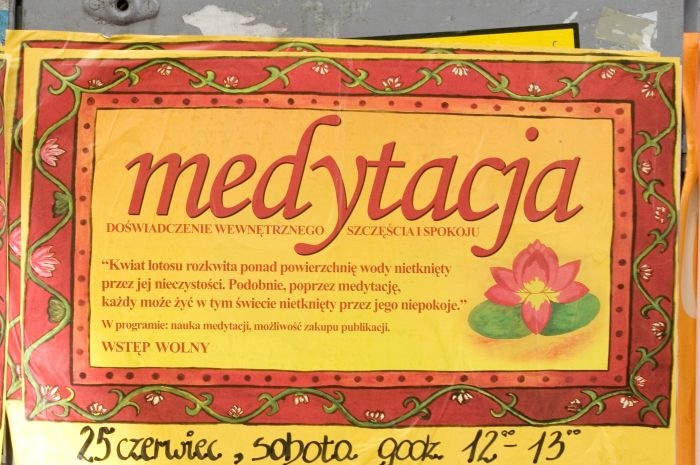 medytacja
DOŚWIADCZENIE WEWNĘTRZNEGO SZCZĘŚCIA I SPOKOJU
“Kwiat lotosu rozkwita ponad powierzchnię wody nietknięty
przez jej nieczystości. Podobnie, poprzez medytację,
każdy może żyć w tym świecie nietknięty przez jego niepokoje.”
W programie: nauka medytacji, możliwość zakupu publikacji.
WSTĘP WOLNY
25 czerwiec, sobota godz. 12°° - 13°°